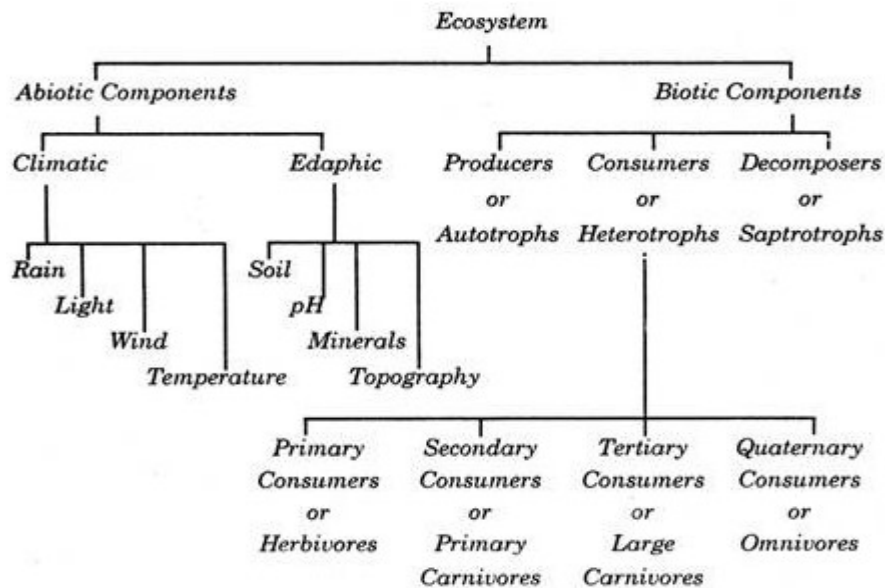 Ecosystem
Abiotic Components Biotic Components
Climatic Edaphic Producers Consumers Decomposers
or or or
Autotrophs Heterotrophs Saptrotrophs
Rain Soil
Light pH
Wind Minerals
Temperature Topography
Primary Secondary Tertiary Quaternary
Consumers Consumers Consumers Consumers
or or or or
Herbivores Primary Large Omnivores
Carnivores Carnivores